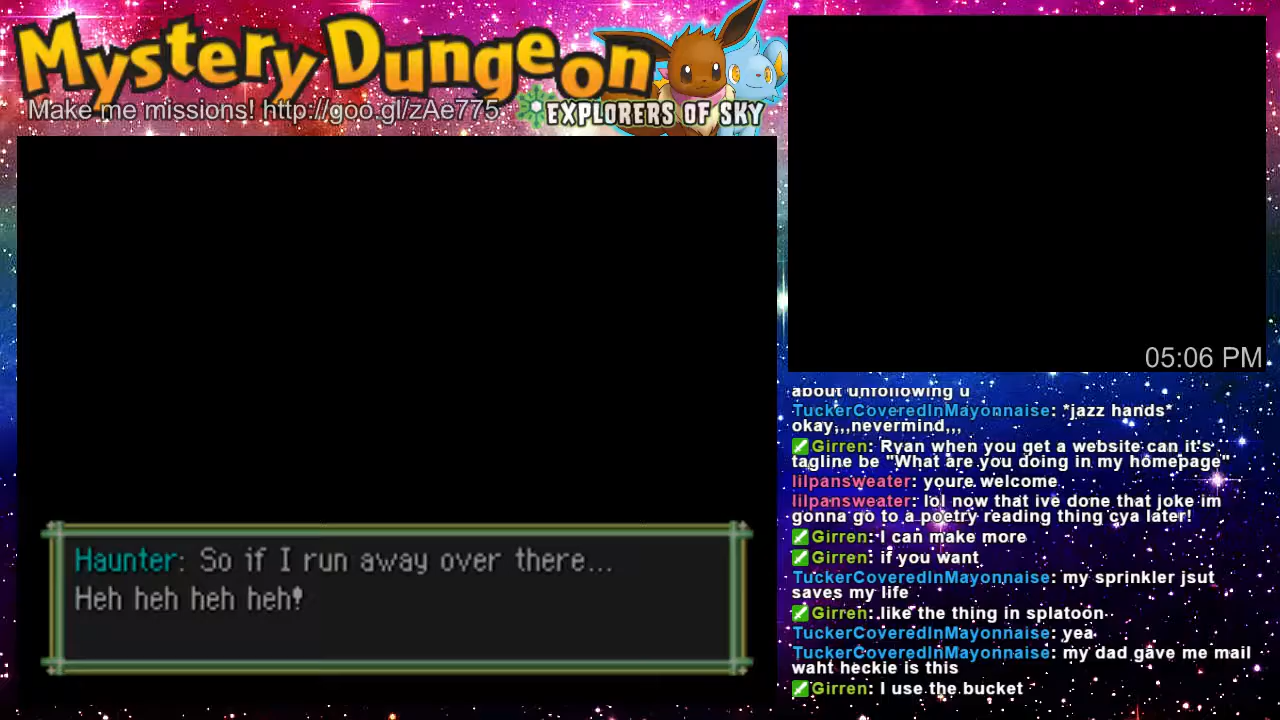 Mystery Dungeon
Make me missions! http://goo.gl/zAe775
EXPLORERS OF SKY
05:06 PM
Haunter: So if I run away over there...
Heh heh heh heh!
about unfollowing u
TuckerCoveredInMayonnaise: *jazz hands*
okay,,,nevermind,,,
Girren: Ryan when you get a website can it's
tagline be "What are you doing in my homepage"
lilpansweater: youre welcome
lilpansweater: lol now that ive done that joke im
gonna go to a poetry reading thing cya later!
Girren: I can make more
Girren: if you want
TuckerCoveredInMayonnaise: my sprinkler jsut
saves my life
Girren: like the thing in splatoon
TuckerCoveredInMayonnaise: yea
TuckerCoveredInMayonnaise: my dad gave me mail
waht heckie is this
Girren: I use the bucket